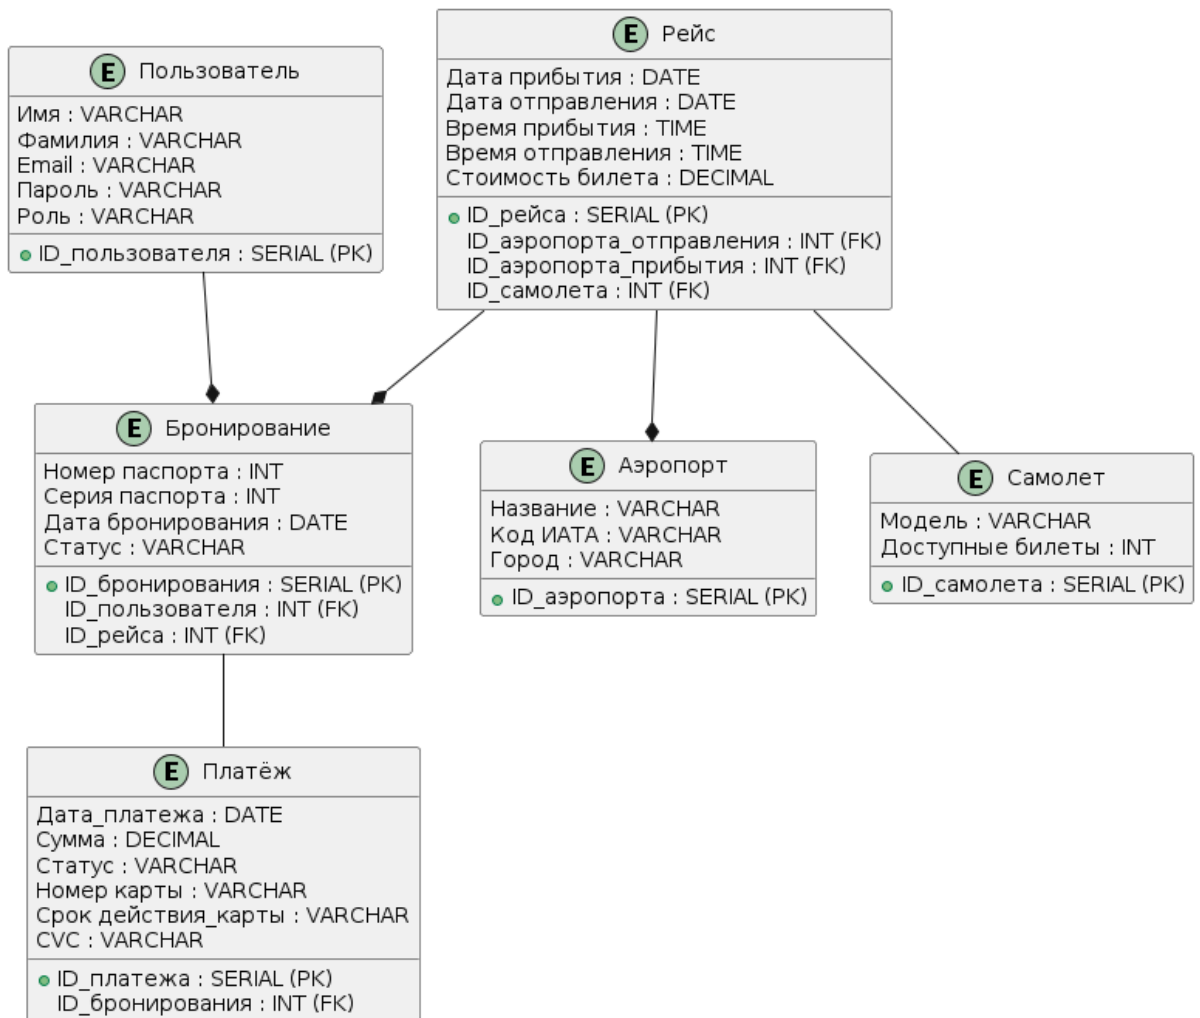 E Пользователь
Имя : VARCHAR
Фамилия : VARCHAR
Email : VARCHAR
Пароль : VARCHAR
Роль : VARCHAR
ID_пользователя : SERIAL (PK)
E Рейс
Дата прибытия : DATE
Дата отправления : DATE
Время прибытия : TIME
Время отправления : TIME
Стоимость билета : DECIMAL
ID_рейса : SERIAL (PK)
ID_аэропорта_отправления : INT (FK)
ID_аэропорта_прибытия : INT (FK)
ID_самолета : INT (FK)
E Бронирование
Номер паспорта : INT
Серия паспорта : INT
Дата бронирования : DATE
Статус : VARCHAR
ID_бронирования : SERIAL (PK)
ID_пользователя : INT (FK)
ID_рейса : INT (FK)
E Аэропорт
Название : VARCHAR
Код ИАТА : VARCHAR
Город : VARCHAR
ID_аэропорта : SERIAL (PK)
E Самолет
Модель : VARCHAR
Доступные билеты : INT
ID_самолета : SERIAL (PK)
E Платёж
Дата_платежа : DATE
Сумма : DECIMAL
Статус : VARCHAR
Номер карты : VARCHAR
Срок действия_карты : VARCHAR
CVC : VARCHAR
ID_платежа : SERIAL (PK)
ID_бронирования : INT (FK)